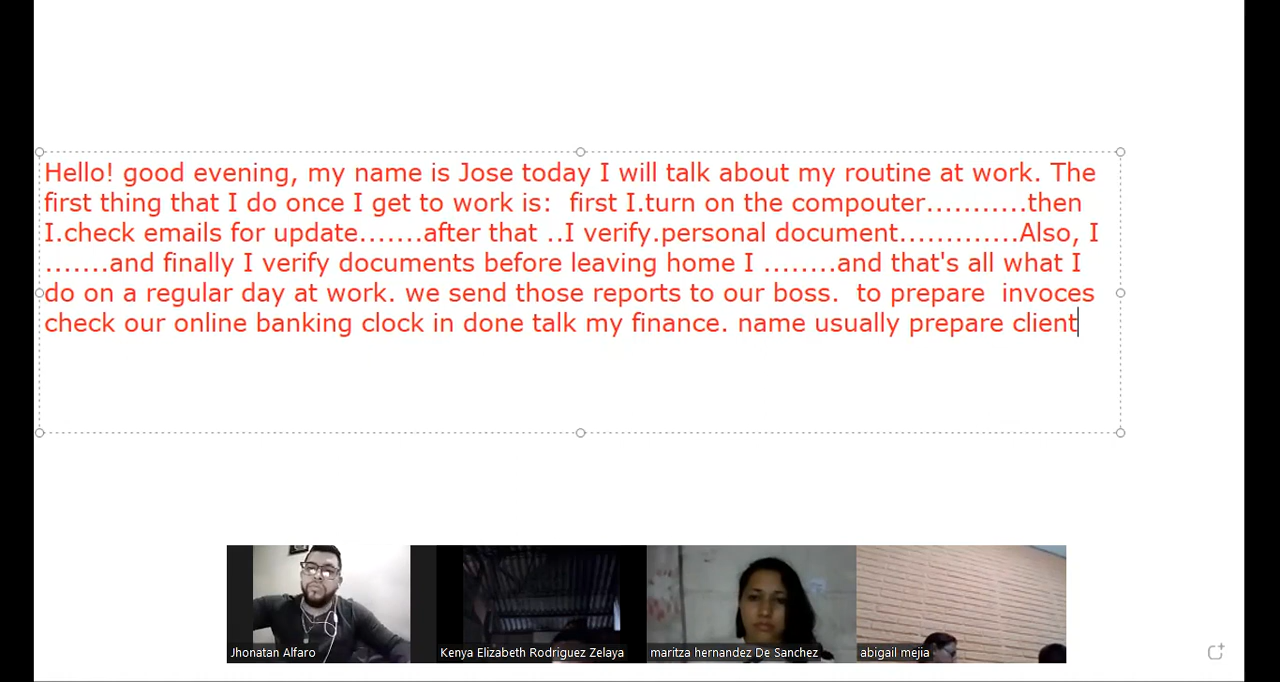 Hello! good evening, my name is Jose today I will talk about my routine at work. The
first thing that I do once I get to work is:  first I.turn on the compouter...........then
I.check emails for update.......after that ..I verify.personal document.............Also, I
.......and finally I verify documents before leaving home I ........and that's all what I
do on a regular day at work. we send those reports to our boss.  to prepare  invoces
check our online banking clock in done talk my finance. name usually prepare client
Jhonatan Alfaro
Kenya Elizabeth Rodriguez Zelaya
maritza hernandez De Sanchez
abigail mejia